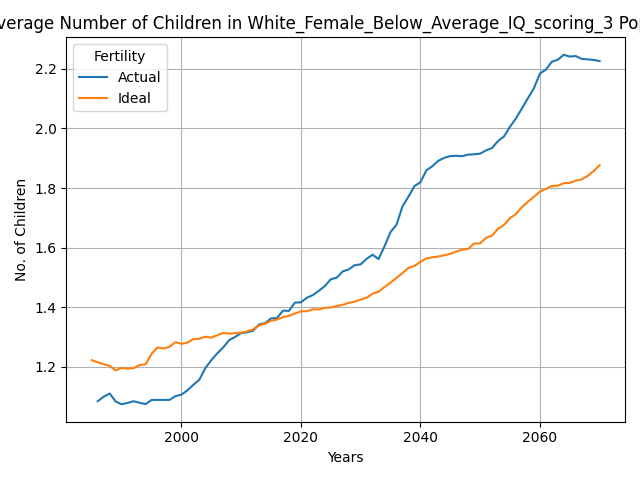 verage Number of Children in White_Female_Below_Average_IQ_scoring_3 Po
Fertility
Actual
Ideal
2.2
2.0
1.8
1.6
1.4
1.2
No. of Children
2000
2020
2040
2060
Years